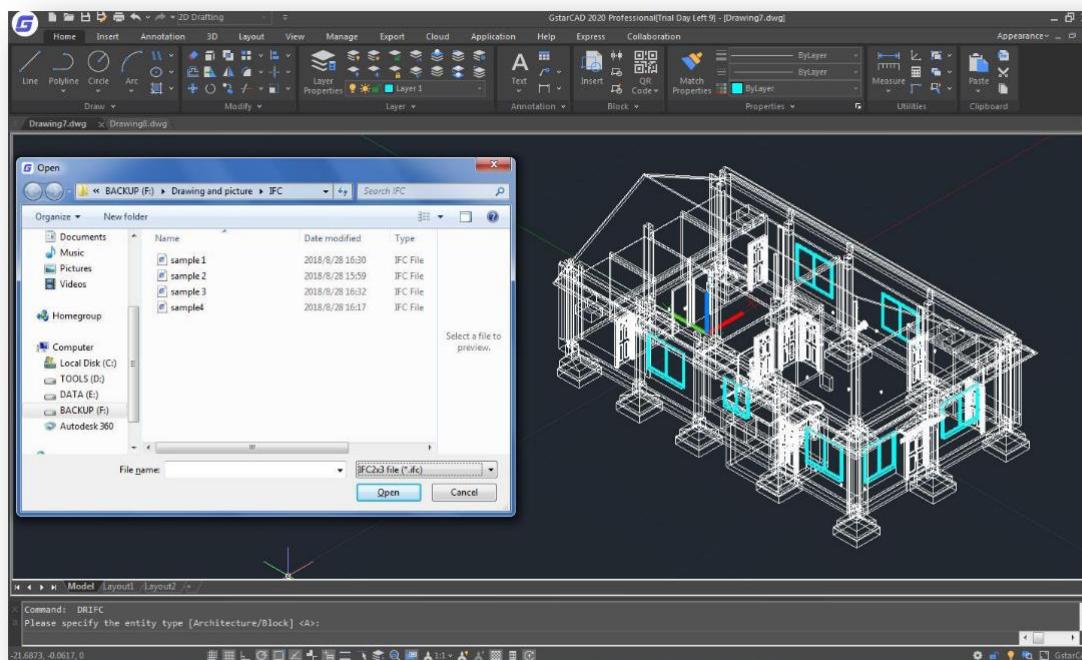 2D Drafting
GstarCAD 2020 Professional[Trial Day Left 9] - [Drawing7.dwg]
Home Insert Annotation 3D Layout View Manage Export Cloud Application Help Express Collaboration Appearance
Line Polyline Circle Arc
Layer Properties
Layer 1
Text
Insert
QR Code
Match Properties
ByLayer
ByLayer
ByLayer
Measure
Paste
Draw Modify Layer Annotation Block Properties Utilities Clipboard
Drawing7.dwg Drawing8.dwg
Open
« BACKUP (F:) Drawing and picture IFC
Search IFC
Organize New folder
Documents
Music
Pictures
Videos
Homegroup
Computer
Local Disk (C:)
TOOLS (D:)
DATA (E:)
BACKUP (F:)
Autodesk 360
Name Date modified Type
sample 1 2018/8/28 16:30 IFC File
sample 2 2018/8/28 15:59 IFC File
sample 3 2018/8/28 16:32 IFC File
sample4 2018/8/28 16:17 IFC File
Select a file to
preview.
File name:
IFC2x3 file (*.ifc)
Open Cancel
Model Layout1 Layout2
Command: DRIFC
Please specify the entity type [Architecture/Block] <A>:
-21.6873, -0.0617, 0
1:1
GstarC